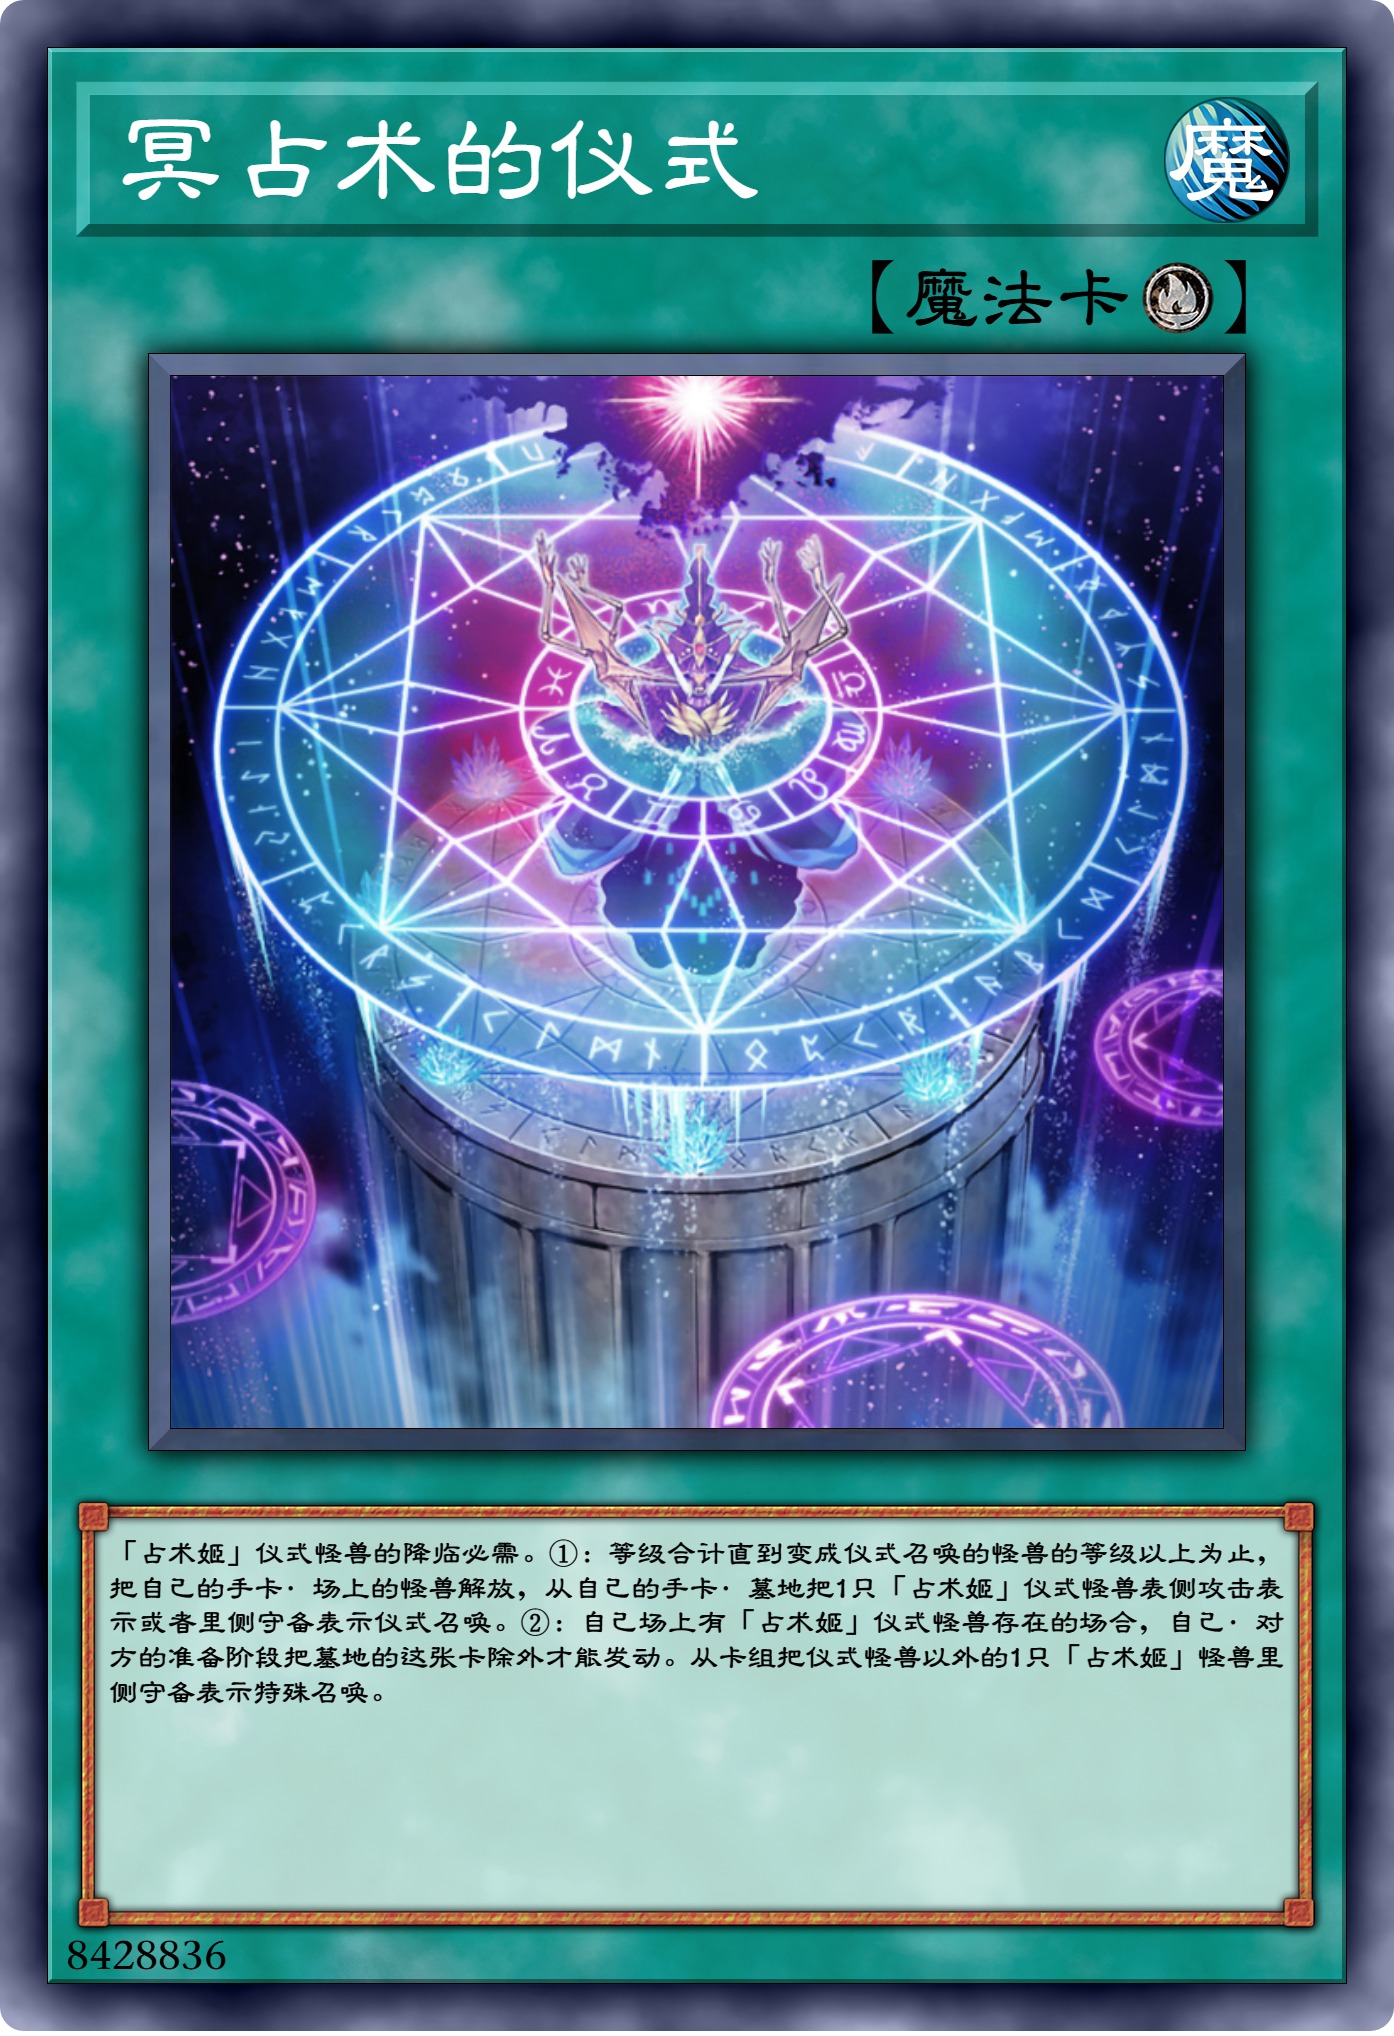 冥占术的仪式
魔
【魔法卡】
「占术姬」仪式怪兽的降临必需。①：等级合计直到变成仪式召唤的怪兽的等级以上为止，
把自己的手卡·场上的怪兽解放，从自己的手卡·墓地把1只「占术姬」仪式怪兽表侧攻击表
示或者里侧守备表示仪式召唤。②：自己场上有「占术姬」仪式怪兽存在的场合，自己·对
方的准备阶段把墓地的这张卡除外才能发动。从卡组把仪式怪兽以外的1只「占术姬」怪兽里
侧守备表示特殊召唤。
8428836